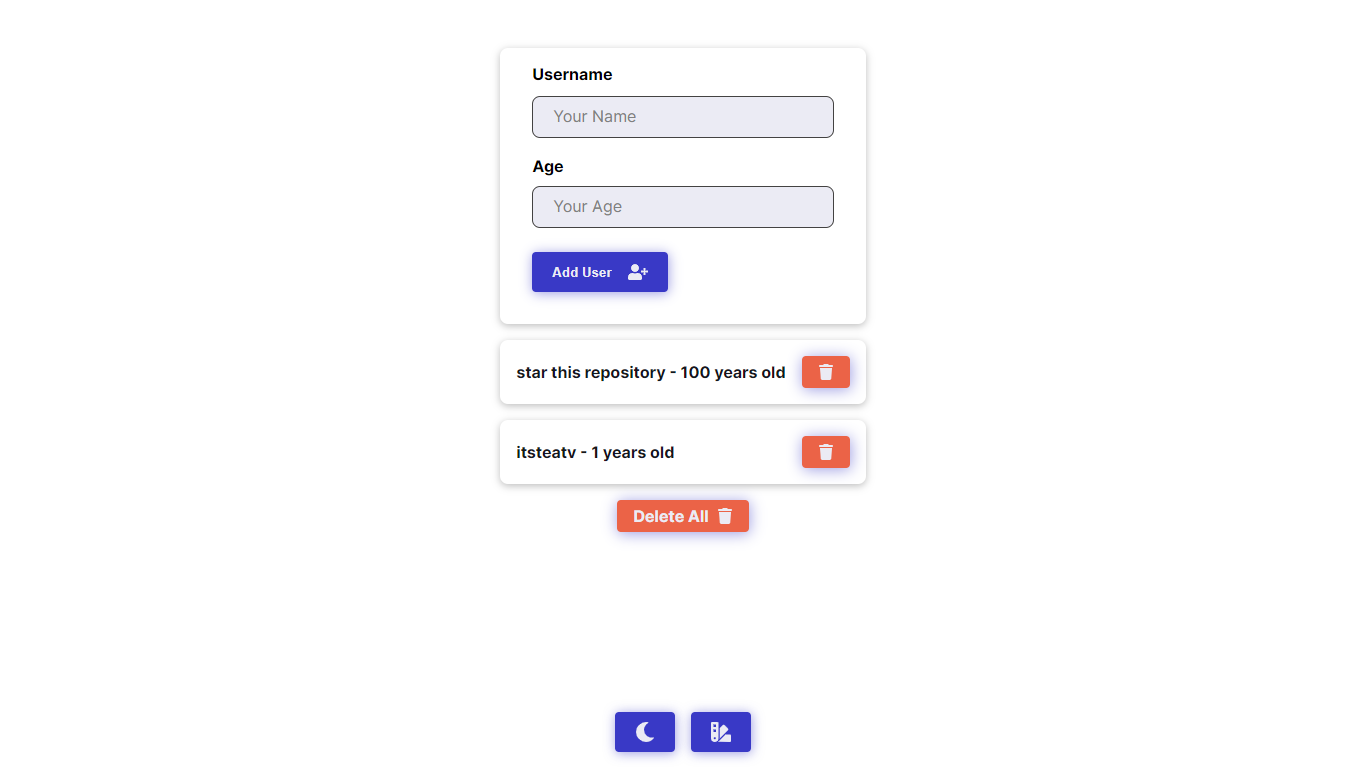 Username
Your Name
Age
Your Age
Add User
star this repository - 100 years old
itsteatv - 1 years old
Delete All